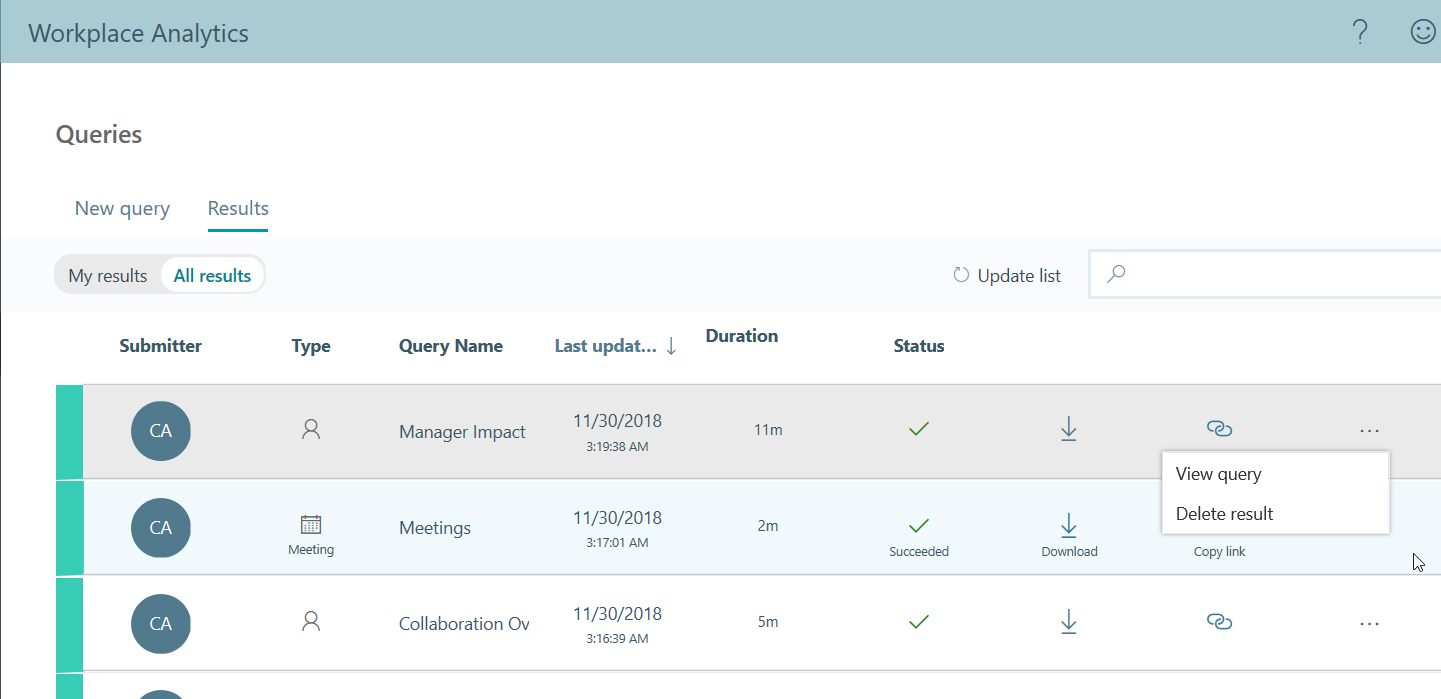 Workplace Analytics ?
Queries
New query Results
My results All results Update list
Submitter Type Query Name Last updat... ↓ Duration Status
CA Manager Impact 11/30/2018 11m ...
3:19:38 AM
View query
Delete result
CA Meetings 11/30/2018 2m
Meeting 3:17:01 AM Succeeded Download Copy link
CA Collaboration Ov 11/30/2018 5m ...
3:16:39 AM